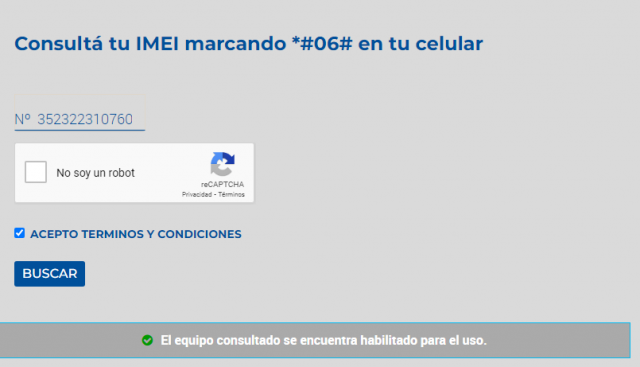 Consultá tu IMEI marcando *#06# en tu celular
Nº 352322310760
No soy un robot
reCAPTCHA
Privacidad - Términos
ACEPTO TERMINOS Y CONDICIONES
BUSCAR
El equipo consultado se encuentra habilitado para el uso.